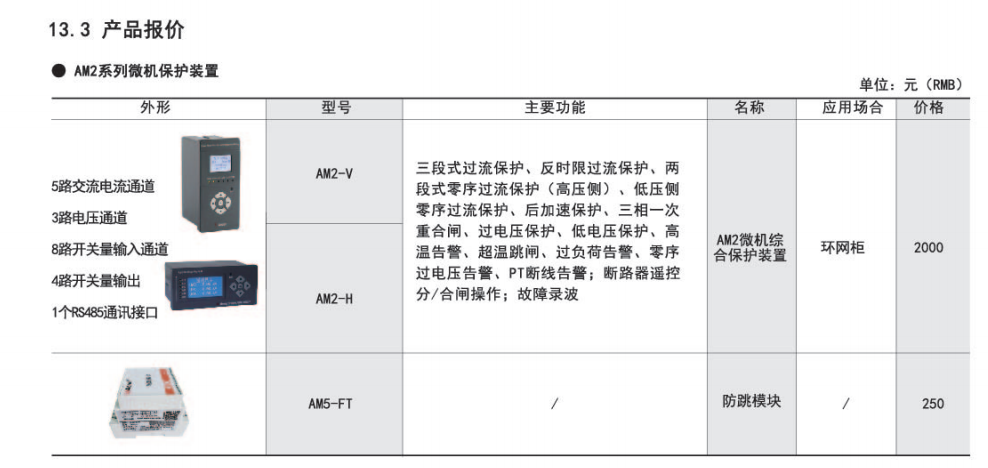 13.3 产品报价
● AM2系列微机保护装置
单位：元（RMB）
外形 型号 主要功能 名称 应用场合 价格
5路交流电流通道
3路电压通道
8路开关量输入通道
4路开关量输出
1个RS485通讯接口
AM2-V
AM2-H
三段式过流保护、反时限过流保护、两
段式零序过流保护（高压侧）、低压侧
零序过流保护、后加速保护、三相一次
重合闸、过电压保护、低电压保护、高
温告警、超温跳闸、过负荷告警、零序
过电压告警、PT断线告警；断路器遥控
分/合闸操作；故障录波
AM2微机综
合保护装置
环网柜
2000
AM5-FT / 防跳模块 / 250